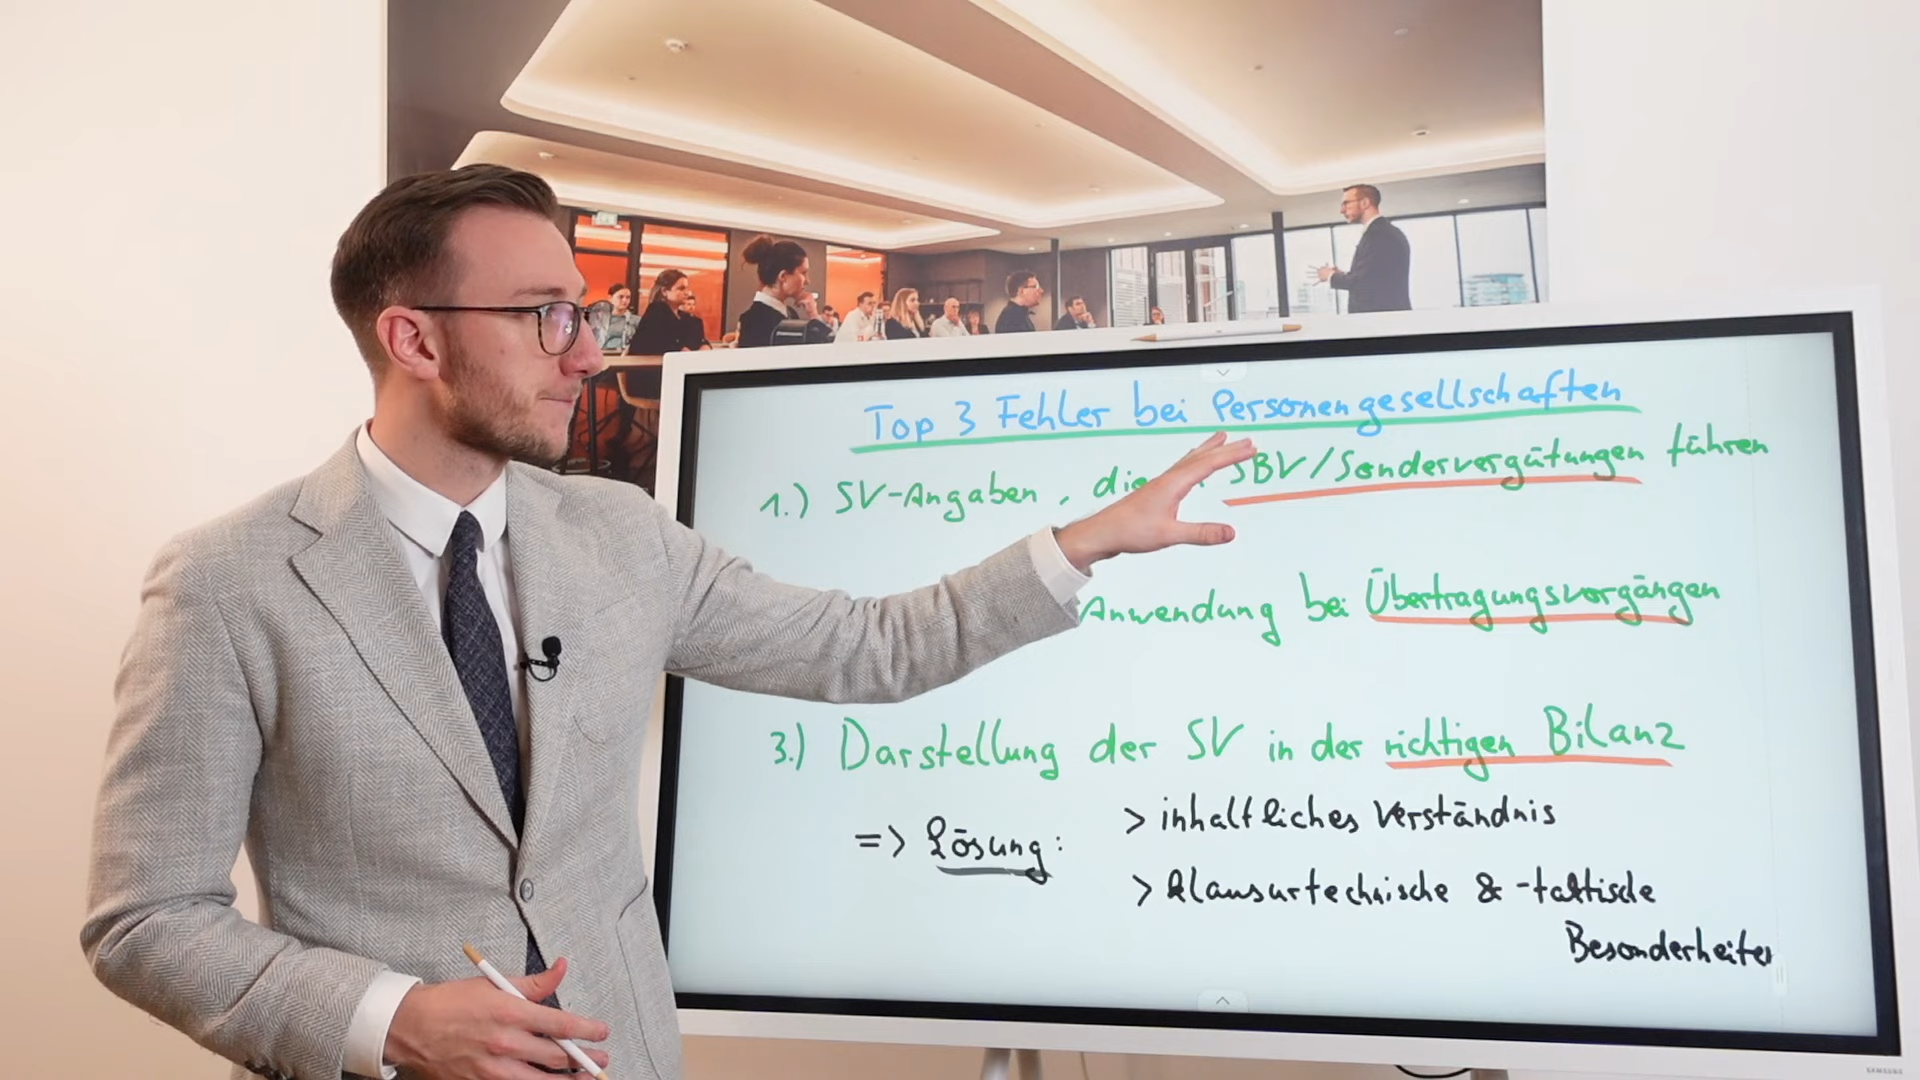 Top 3 Fehler bei Personengesellschaften
1.) SV-Angaben, die SBV/Sondervergütungen führen
Anwendung bei Übertragungsvorgängen
3.) Darstellung der SV in der richtigen Bilanz
=> Lösung:
> inhaltliches Verständnis
> Klausurtechnische & -taktische
Besonderheiten
SAMSUNG